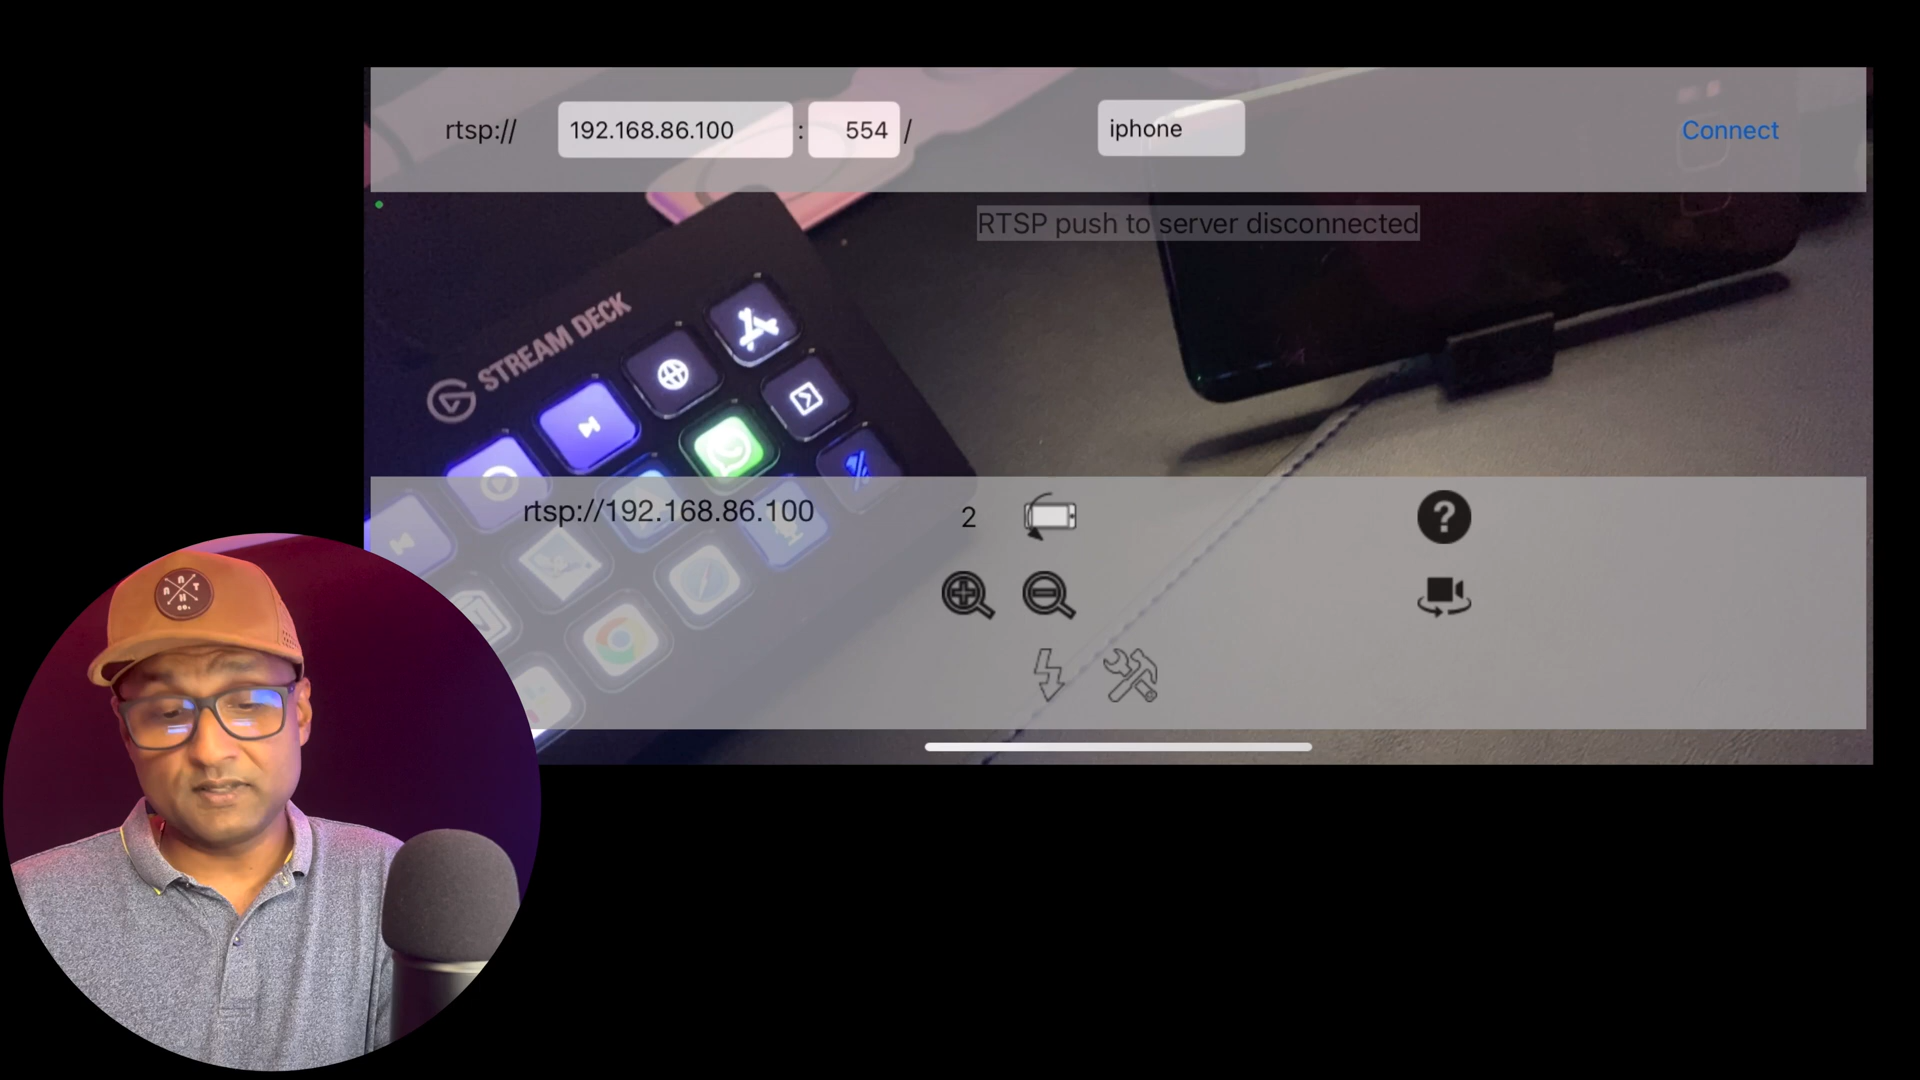 rtsp:// 192.168.86.100 : 554 / iphone Connect
RTSP push to server disconnected
STREAM DECK
rtsp://192.168.86.100 2 ?
A
A T
H
CO.